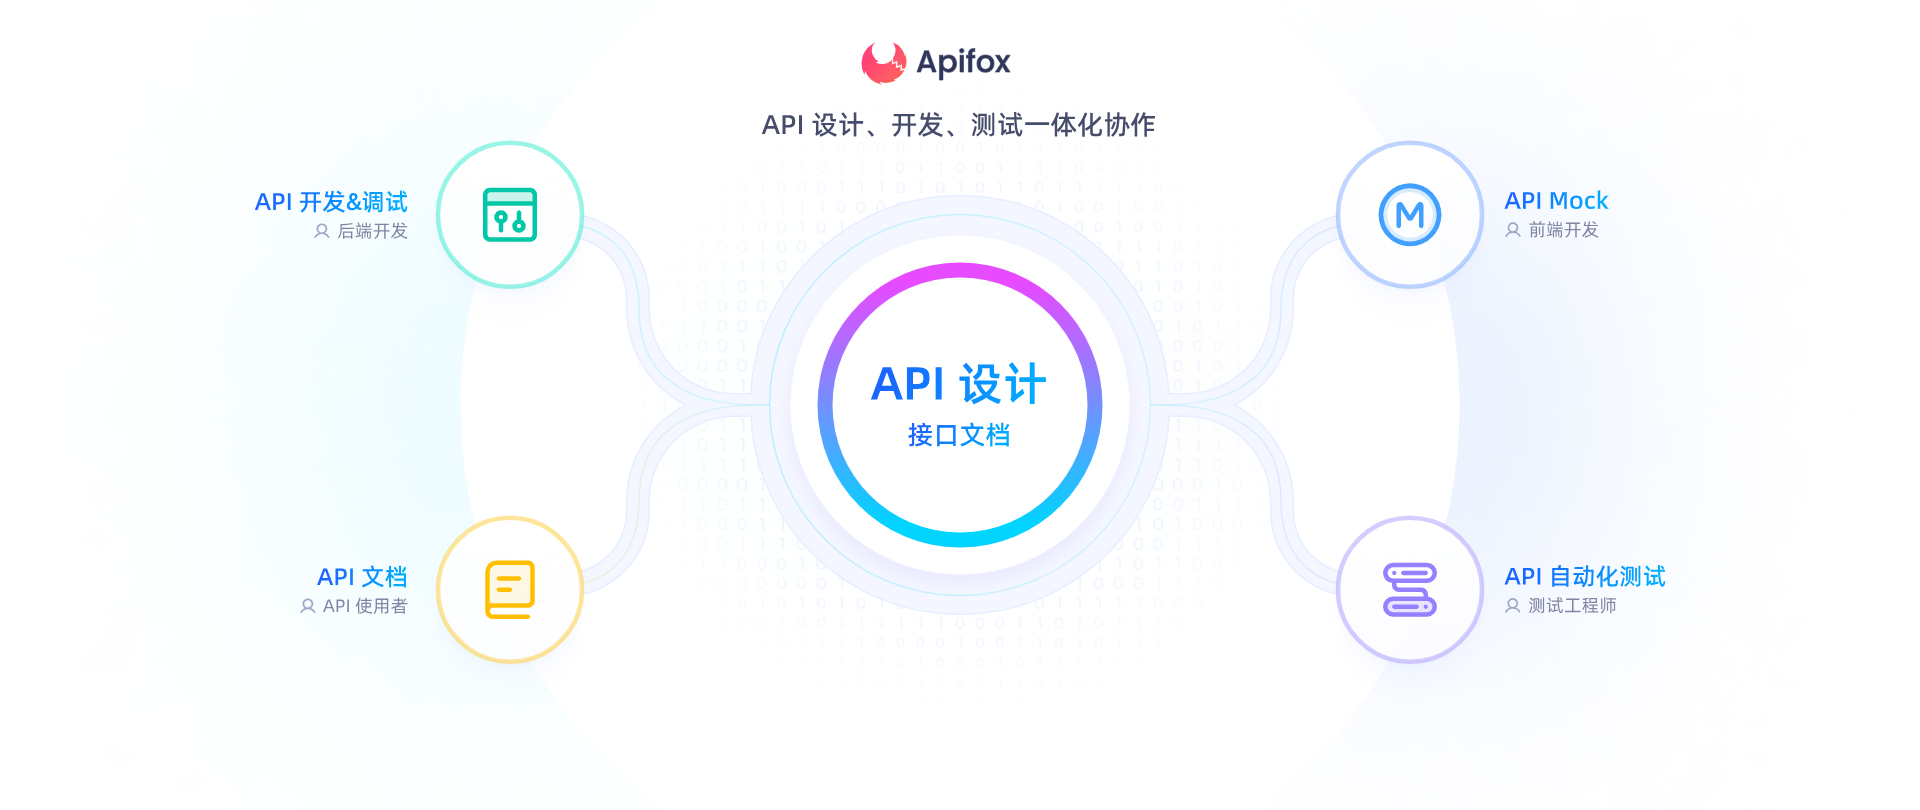 Apifox
API 设计、开发、测试一体化协作
API 开发&调试
后端开发
API Mock
前端开发
API 设计
接口文档
API 文档
API 使用者
API 自动化测试
测试工程师